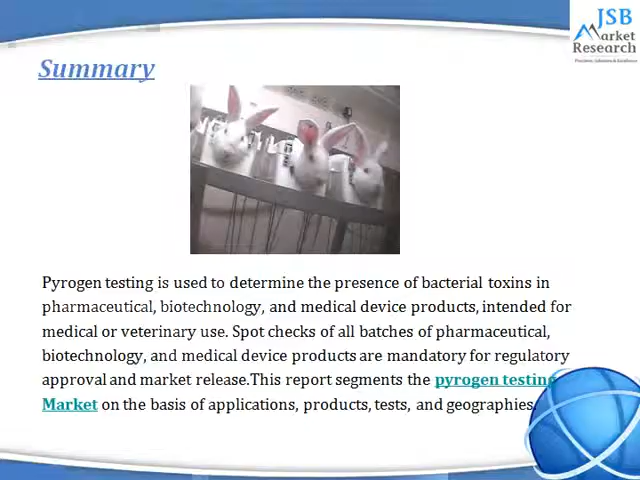 JSB
Market
Research
Summary
Pyrogen testing is used to determine the presence of bacterial toxins in
pharmaceutical, biotechnology, and medical device products, intended for
medical or veterinary use. Spot checks of all batches of pharmaceutical,
biotechnology, and medical device products are mandatory for regulatory
approval and market release.This report segments the pyrogen testing
Market on the basis of applications, products, tests, and geographies.